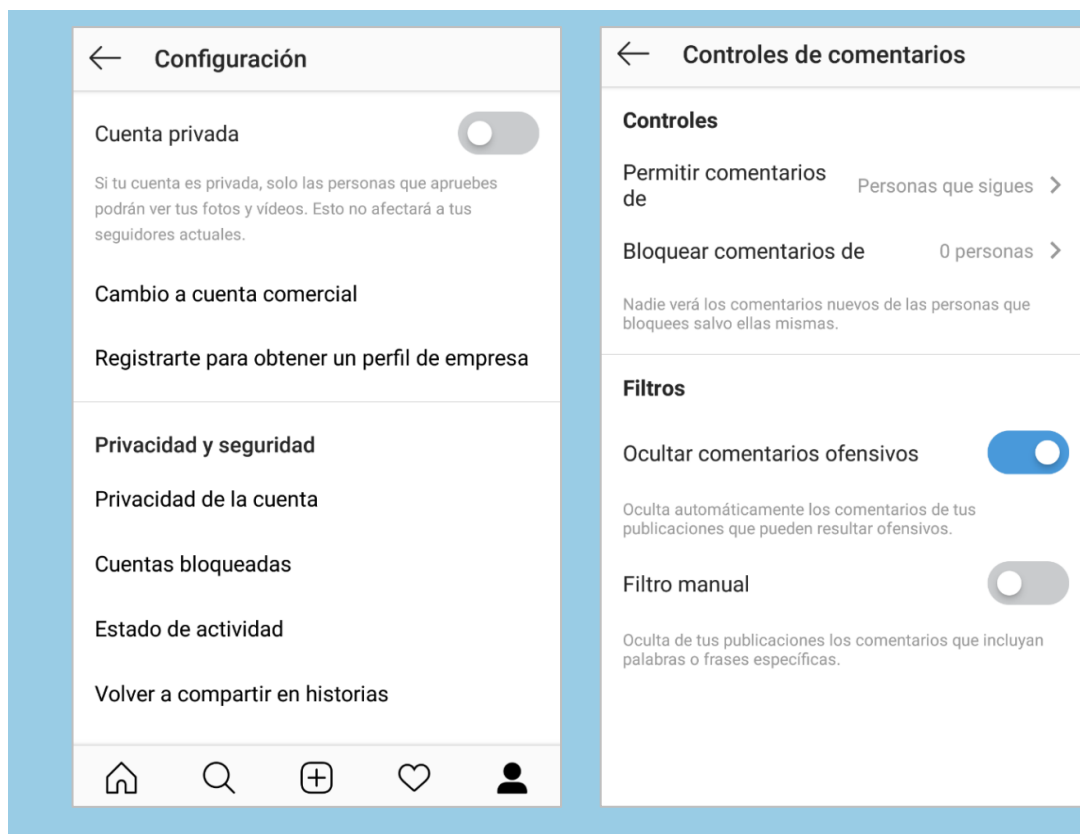 Configuración
Cuenta privada
Si tu cuenta es privada, solo las personas que apruebes
podrán ver tus fotos y vídeos. Esto no afectará a tus
seguidores actuales.
Cambio a cuenta comercial
Registrarte para obtener un perfil de empresa
Privacidad y seguridad
Privacidad de la cuenta
Cuentas bloqueadas
Estado de actividad
Volver a compartir en historias
Controles de comentarios
Controles
Permitir comentarios
de
Personas que sigues
Bloquear comentarios de 0 personas
Nadie verá los comentarios nuevos de las personas que
bloquees salvo ellas mismas.
Filtros
Ocultar comentarios ofensivos
Oculta automáticamente los comentarios de tus
publicaciones que pueden resultar ofensivos.
Filtro manual
Oculta de tus publicaciones los comentarios que incluyan
palabras o frases específicas.